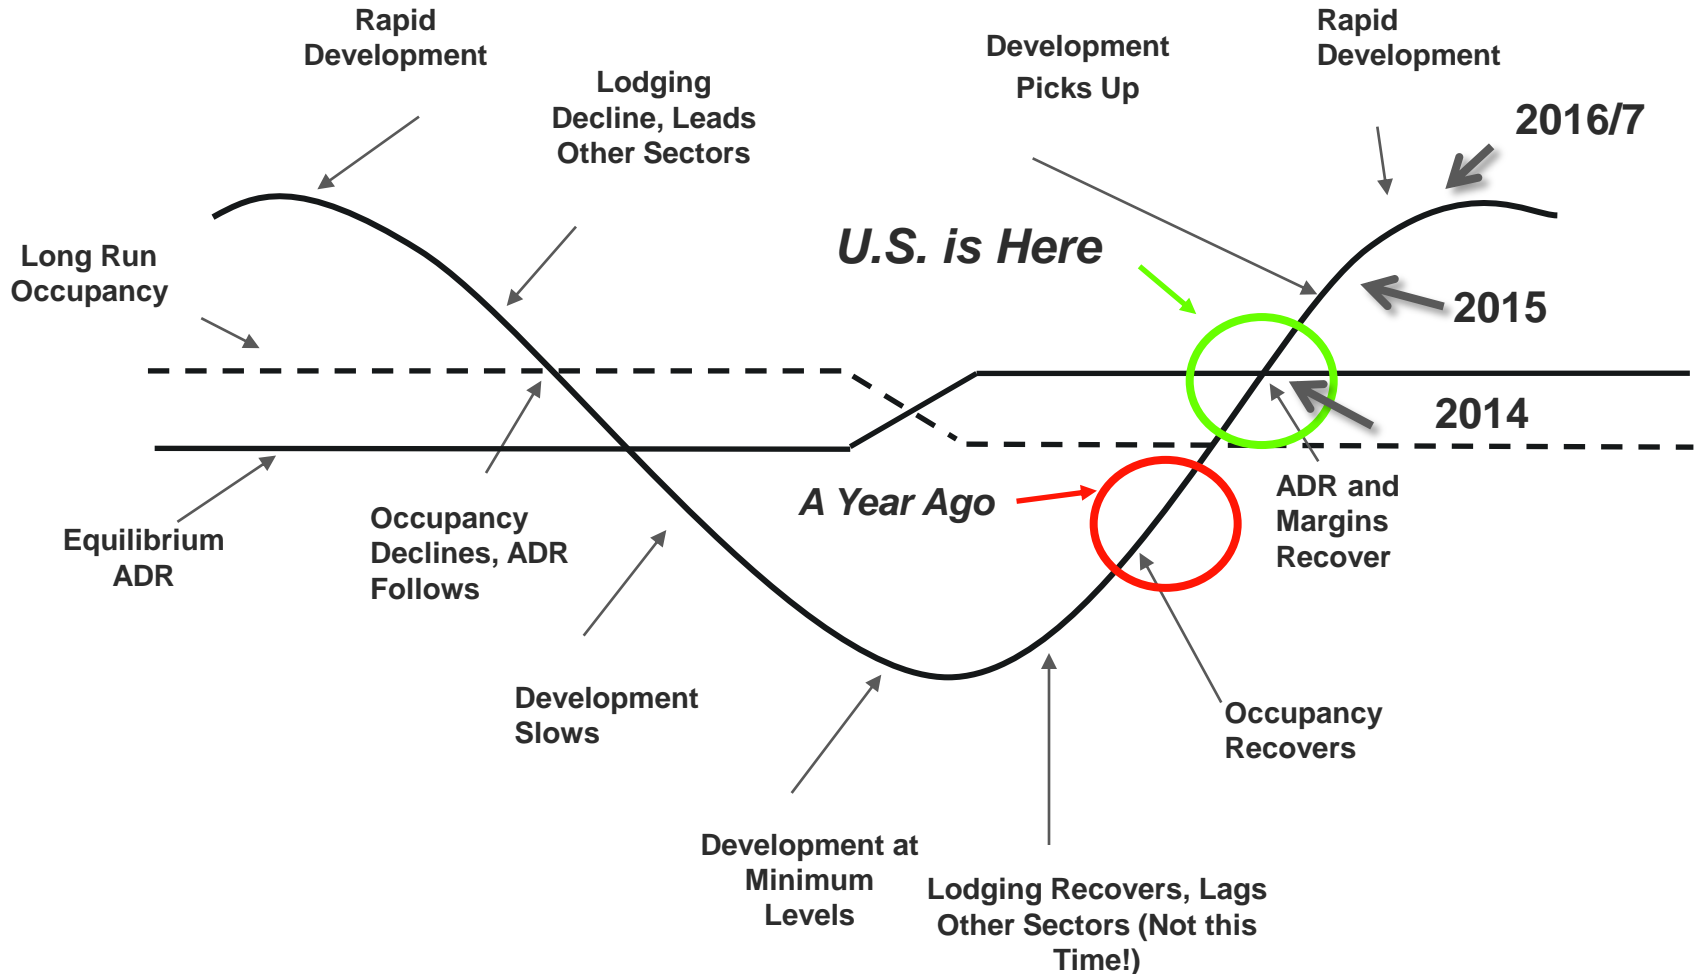 Rapid
Development
Lodging
Decline, Leads
Other Sectors
Development
Picks Up
Rapid
Development
2016/7
Long Run
Occupancy
U.S. is Here
2015
2014
Equilibrium
ADR
Occupancy
Declines, ADR
Follows
A Year Ago
ADR and
Margins
Recover
Development
Slows
Occupancy
Recovers
Development at
Minimum
Levels
Lodging Recovers, Lags
Other Sectors (Not this
Time!)